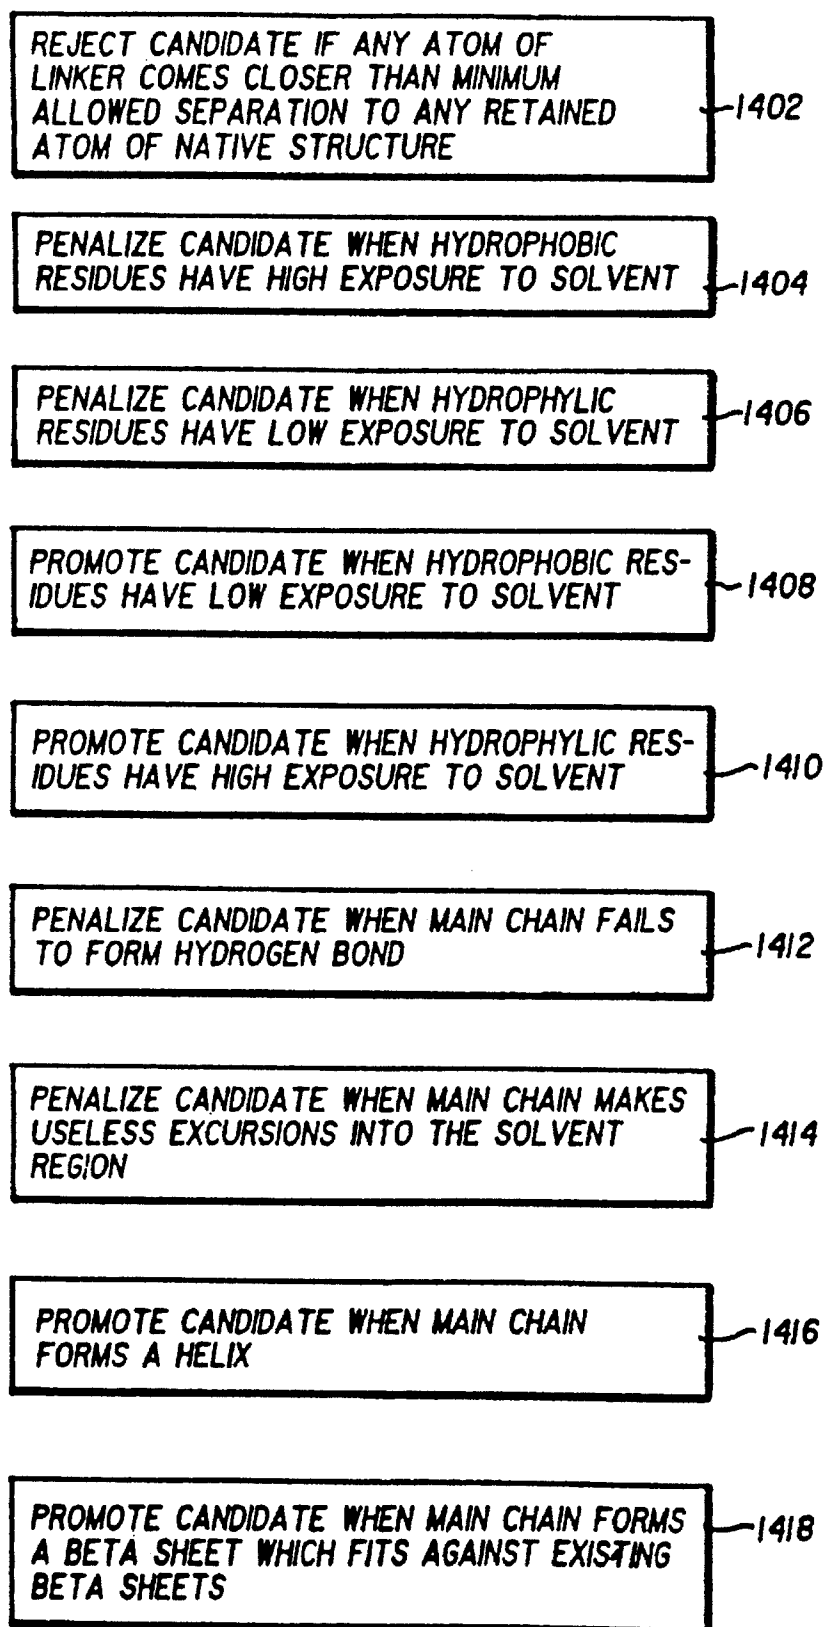 REJECT CANDIDATE IF ANY ATOM OF
LINKER COMES CLOSER THAN MINIMUM
ALLOWED SEPARATION TO ANY RETAINED
ATOM OF NATIVE STRUCTURE
1402
PENALIZE CANDIDATE WHEN HYDROPHOBIC
RESIDUES HAVE HIGH EXPOSURE TO SOLVENT
1404
PENALIZE CANDIDATE WHEN HYDROPHYLIC
RESIDUES HAVE LOW EXPOSURE TO SOLVENT
1406
PROMOTE CANDIDATE WHEN HYDROPHOBIC RES-
IDUES HAVE LOW EXPOSURE TO SOLVENT
1408
PROMOTE CANDIDATE WHEN HYDROPHYLIC RES-
IDUES HAVE HIGH EXPOSURE TO SOLVENT
1410
PENALIZE CANDIDATE WHEN MAIN CHAIN FAILS
TO FORM HYDROGEN BOND
1412
PENALIZE CANDIDATE WHEN MAIN CHAIN MAKES
USELESS EXCURSIONS INTO THE SOLVENT
REGION
1414
PROMOTE CANDIDATE WHEN MAIN CHAIN
FORMS A HELIX
1416
PROMOTE CANDIDATE WHEN MAIN CHAIN FORMS
A BETA SHEET WHICH FITS AGAINST EXISTING
BETA SHEETS
1418